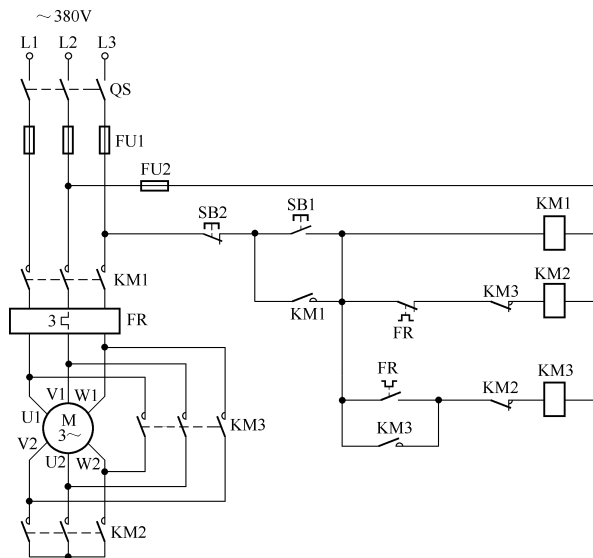 ~380V
L1 L2 L3
QS
FU1
FU2
SB2 SB1 KM1
KM1
KM1
FR
KM3 KM2
3 FR
FR
KM2 KM3
V1 W1
U1 M
3~
V2
U2 W2
KM3
KM3
KM2